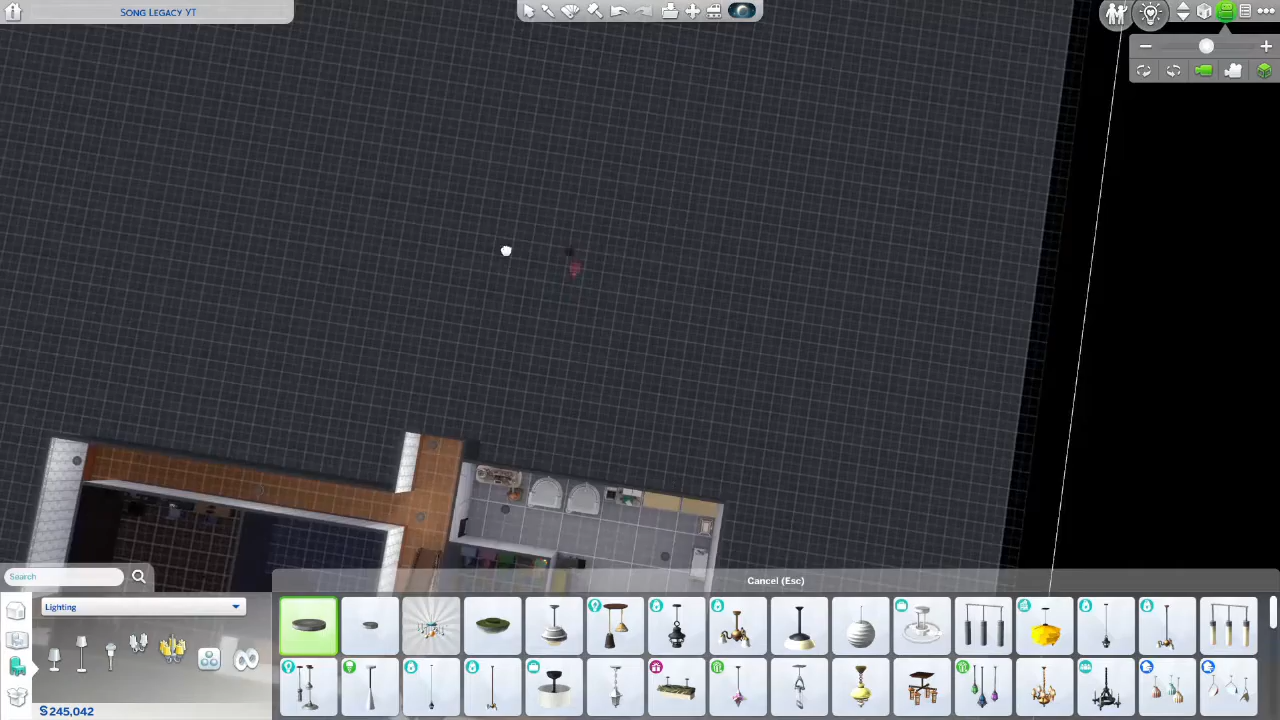 SONG LEGACY YT
Cancel (Esc)
Search
Lighting
§245,042